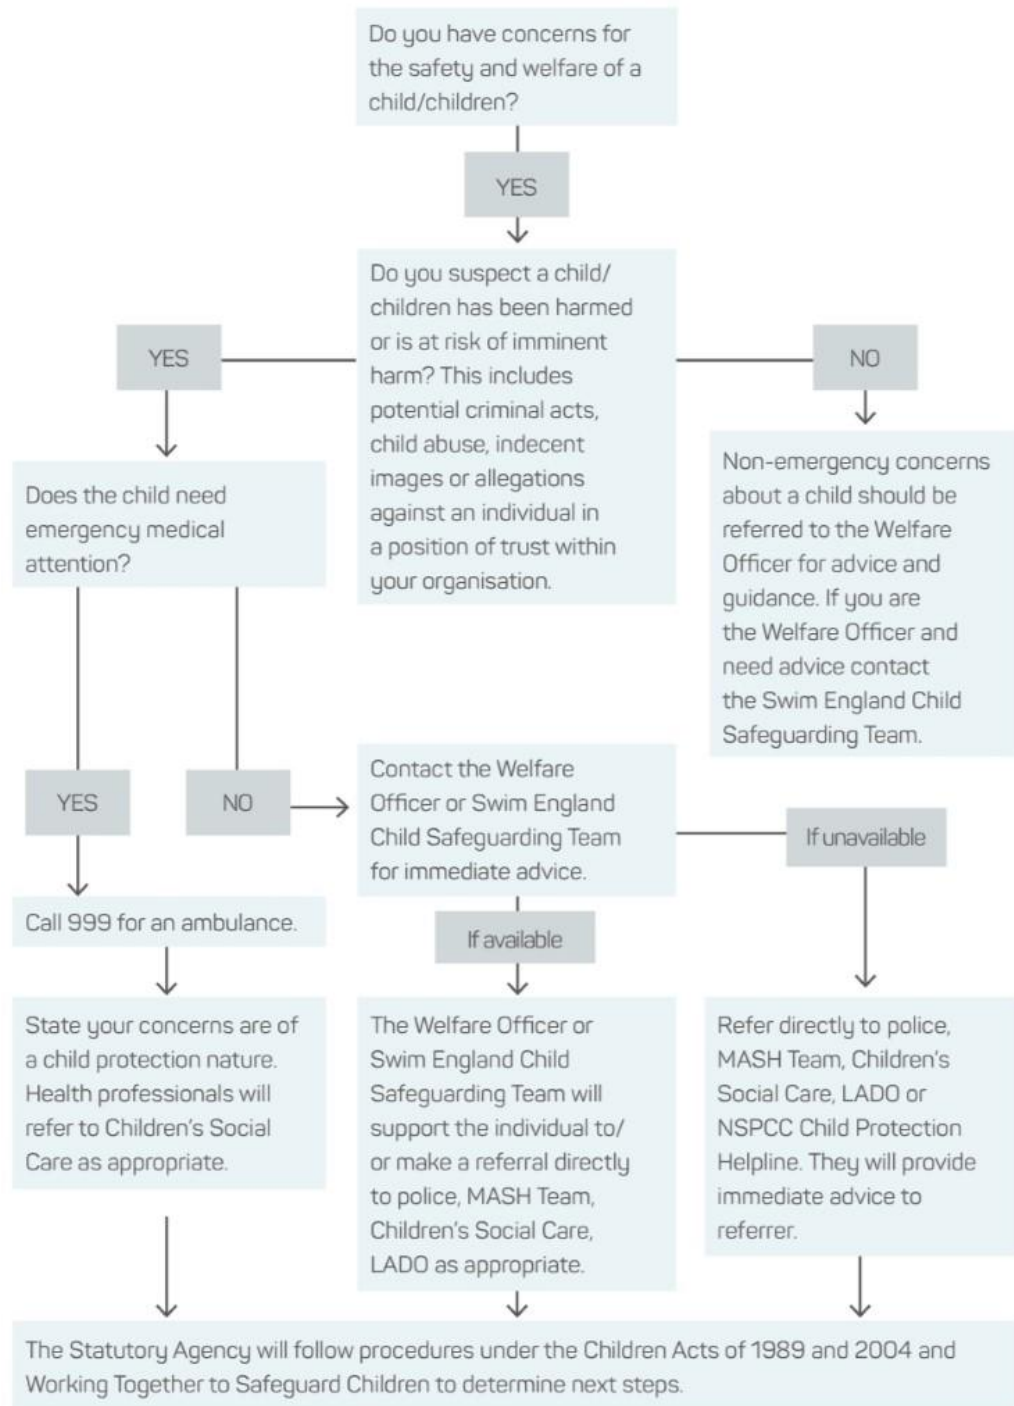 Do you have concerns for
the safety and welfare of a
child/children?
YES
Do you suspect a child/
children has been harmed
or is at risk of imminent
harm? This includes
potential criminal acts,
child abuse, indecent
images or allegations
against an individual in
a position of trust within
your organisation.
YES
NO
Does the child need
emergency medical
attention?
Non-emergency concerns
about a child should be
referred to the Welfare
Officer for advice and
guidance. If you are
the Welfare Officer and
need advice contact
the Swim England Child
Safeguarding Team.
YES
NO
Contact the Welfare
Officer or Swim England
Child Safeguarding Team
for immediate advice.
If unavailable
Call 999 for an ambulance.
If available
State your concerns are of
a child protection nature.
Health professionals will
refer to Children's Social
Care as appropriate.
The Welfare Officer or
Swim England Child
Safeguarding Team will
support the individual to/
or make a referral directly
to police, MASH Team,
Children's Social Care,
LADO as appropriate.
Refer directly to police,
MASH Team, Children's
Social Care, LADO or
NSPCC Child Protection
Helpline. They will provide
immediate advice to
referrer.
The Statutory Agency will follow procedures under the Children Acts of 1989 and 2004 and
Working Together to Safeguard Children to determine next steps.